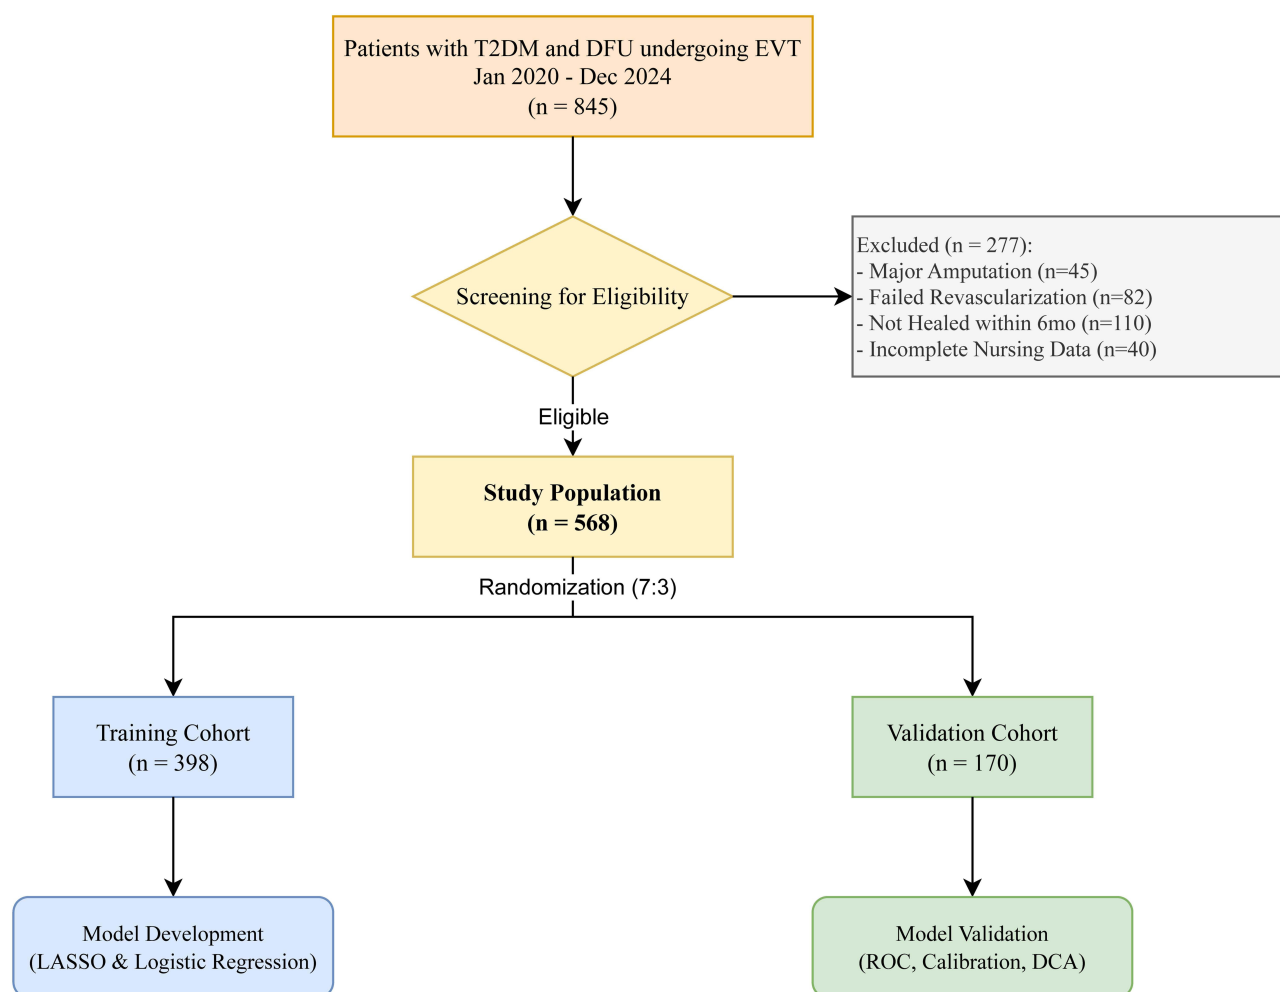 Patients with T2DM and DFU undergoing EVT
Jan 2020 - Dec 2024
(n = 845)
Screening for Eligibility
Excluded (n = 277):
- Major Amputation (n=45)
- Failed Revascularization (n=82)
- Not Healed within 6mo (n=110)
- Incomplete Nursing Data (n=40)
Eligible
Study Population
(n = 568)
Randomization (7:3)
Training Cohort
(n = 398)
Validation Cohort
(n = 170)
Model Development
(LASSO & Logistic Regression)
Model Validation
(ROC, Calibration, DCA)